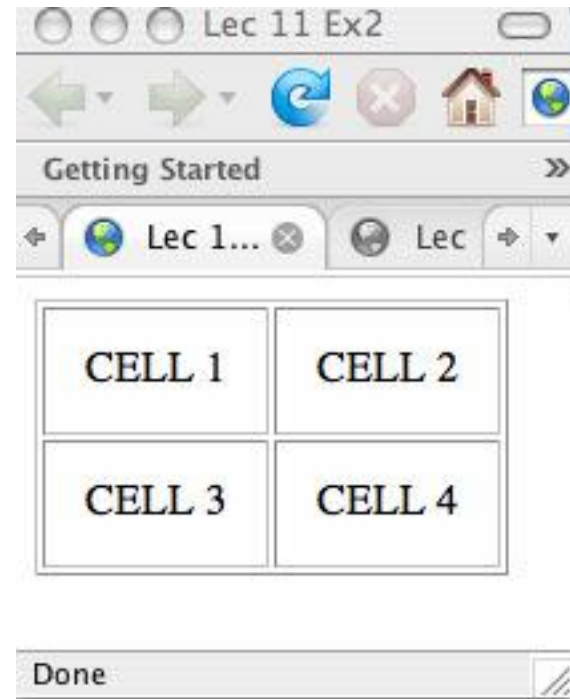 Lec 11 Ex2
Getting Started
Lec 1... Lec
CELL 1 CELL 2
CELL 3 CELL 4
Done